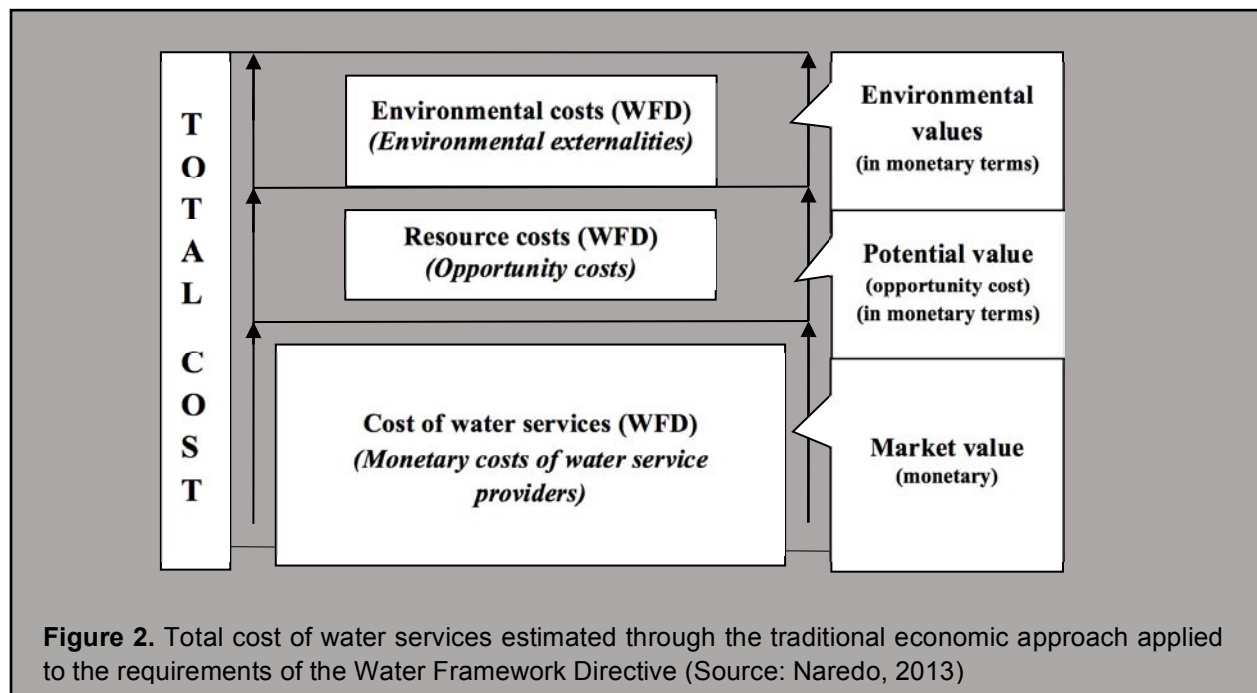 TOTAL COST
Environmental costs (WFD)
(Environmental externalities)
Resource costs (WFD)
(Opportunity costs)
Cost of water services (WFD)
(Monetary costs of water service
providers)
Environmental
values
(in monetary terms)
Potential value
(opportunity cost)
(in monetary terms)
Market value
(monetary)
Figure 2. Total cost of water services estimated through the traditional economic approach applied
to the requirements of the Water Framework Directive (Source: Naredo, 2013)